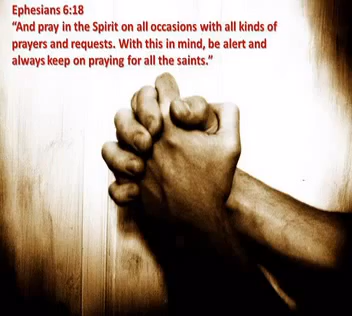 Ephesians 6:18
“And pray in the Spirit on all occasions with all kinds of
prayers and requests. With this in mind, be alert and
always keep on praying for all the saints.”